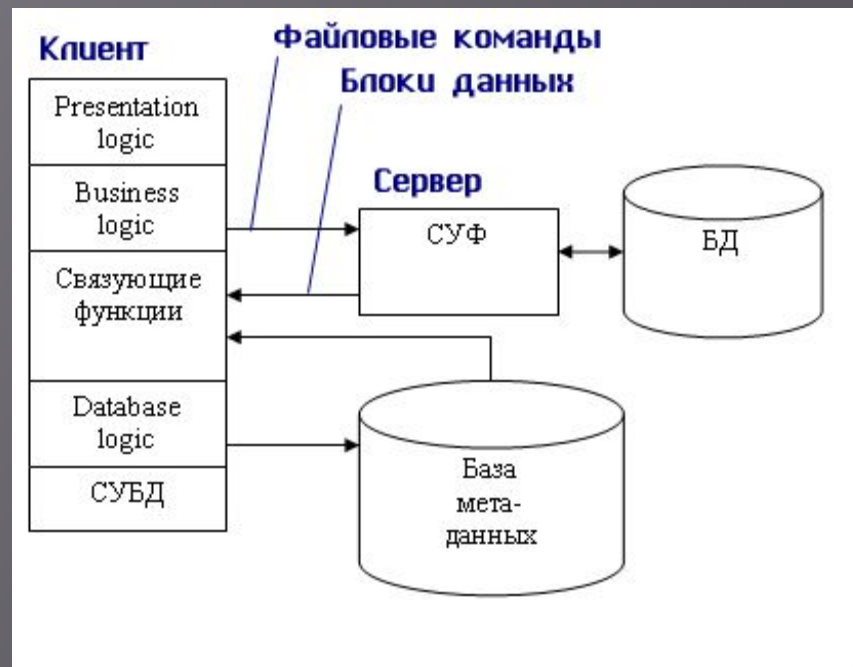 Клиент
Файловые команды
Блоки данных
Presentation
logic
Business
logic
Связующие
функции
Database
logic
СУБД
Сервер
СУФ
БД
База
мета-
данных